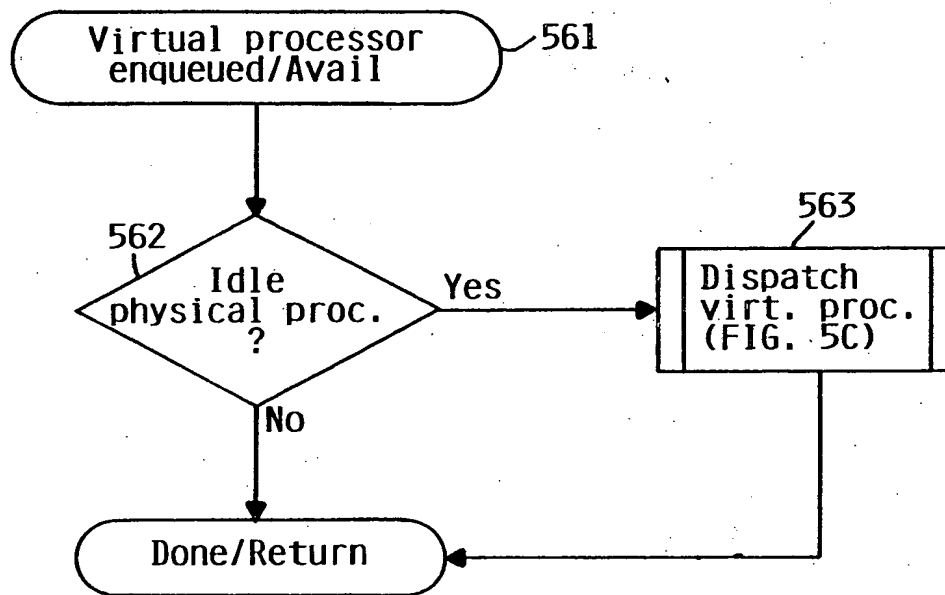 Virtual processor
enqueued/Avail
561
562
Idle
physical proc.
?
Yes
563
Dispatch
virt. proc.
(FIG. 5C)
No
Done/Return